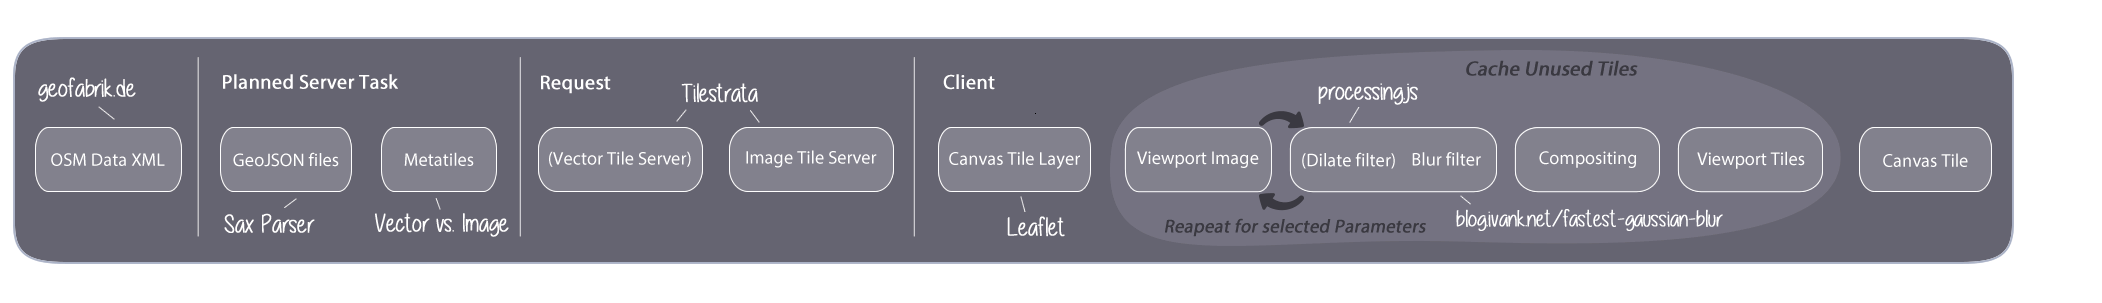 geofabrik.de
OSM Data XML
Planned Server Task
GeoJSON files
Metatiles
Sax Parser
Vector vs. Image
Request
Tilestrata
(Vector Tile Server)
Image Tile Server
Client
Canvas Tile Layer
Leaflet
Cache Unused Tiles
processing.js
Viewport Image
(Dilate filter) Blur filter
Compositing
Viewport Tiles
Reapeat for selected Parameters
blog.ivank.net/fastest-gaussian-blur
Canvas Tile